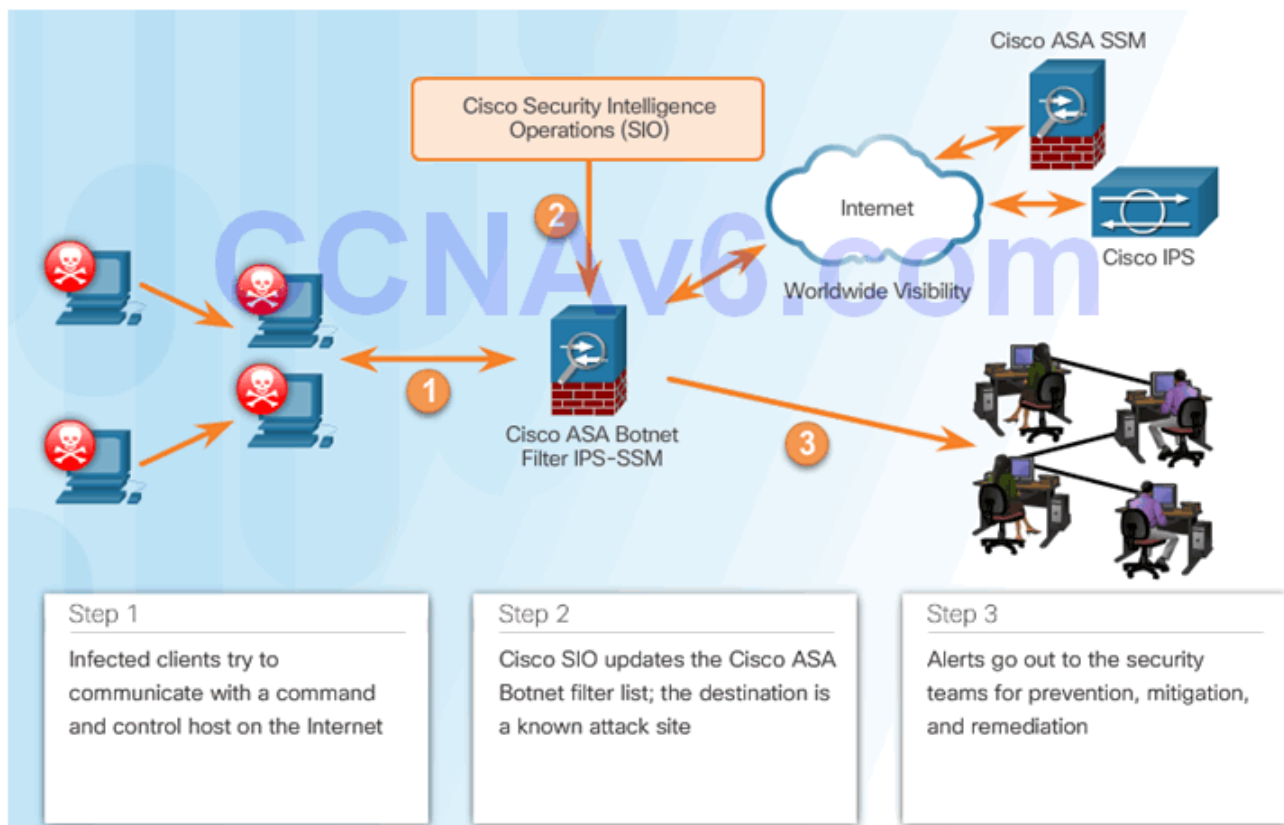 Cisco ASA SSM
Cisco Security Intelligence
Operations (SIO)
2
Internet
Cisco IPS
CCNAv6.com
Worldwide Visibility
1
Cisco ASA Botnet
Filter IPS-SSM
3
Step 1
Infected clients try to
communicate with a command
and control host on the Internet
Step 2
Cisco SIO updates the Cisco ASA
Botnet filter list; the destination is
a known attack site
Step 3
Alerts go out to the security
teams for prevention, mitigation,
and remediation